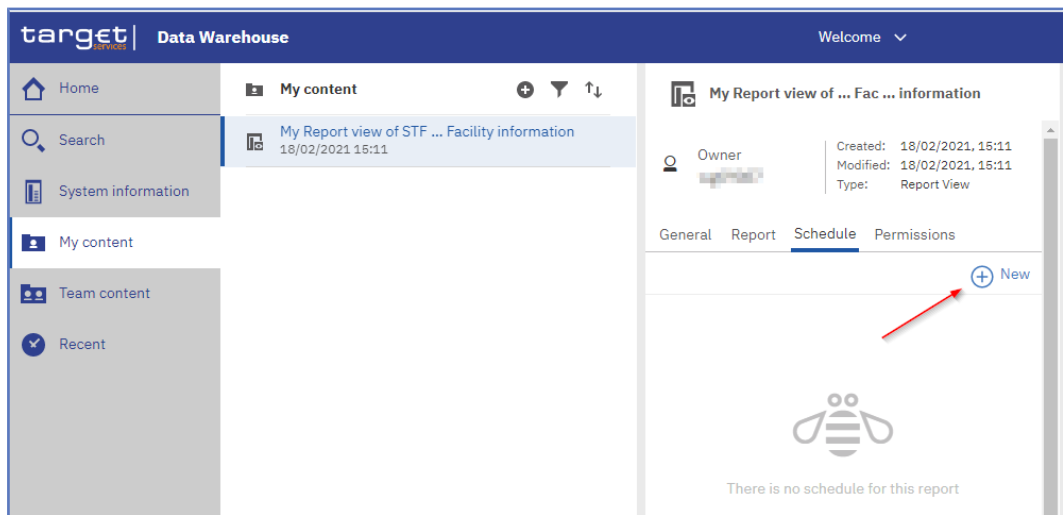 target services | Data Warehouse
Welcome
Home
Search
System information
My content
Team content
Recent
My content
My Report view of STF ... Facility information
18/02/2021 15:11
My Report view of ... Fac ... information
Owner
Created: 18/02/2021, 15:11
Modified: 18/02/2021, 15:11
Type: Report View
General Report Schedule Permissions
New
There is no schedule for this report